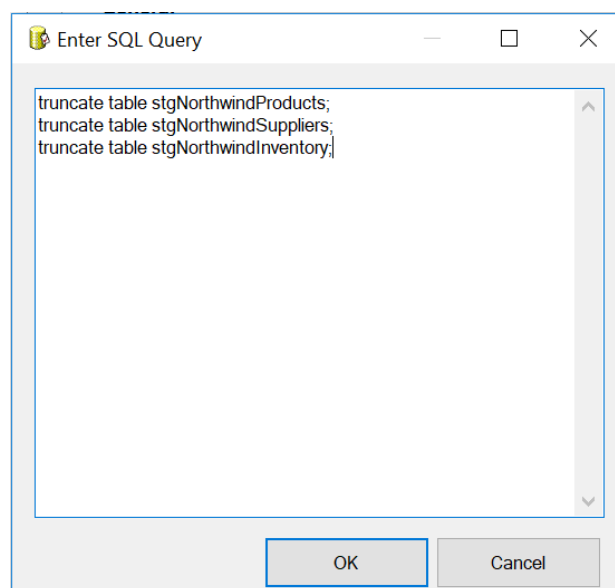 Enter SQL Query
truncate table stgNorthwindProducts;
truncate table stgNorthwindSuppliers;
truncate table stgNorthwindInventory;
OK
Cancel